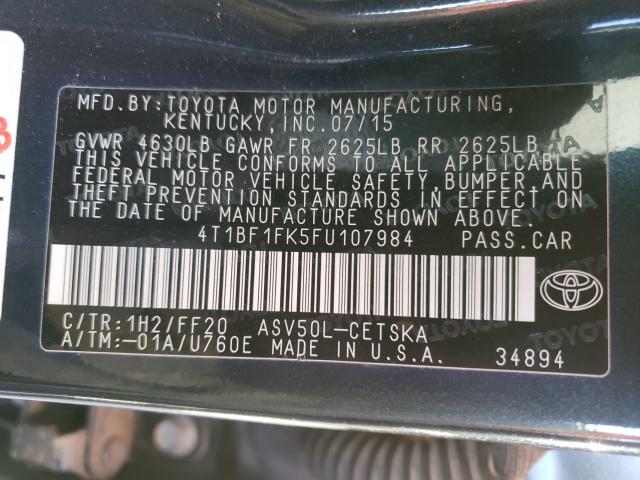 MFD.BY:TOYOTA MOTOR MANUFACTURING,
KENTUCKY,INC.07/15
GVWR 4630LB GAWR FR 2625LB RR 2625LB
THIS VEHICLE CONFORMS TO ALL APPLICABLE
FEDERAL MOTOR VEHICLE SAFETY,BUMPER,AND
THEFT PREVENTION STANDARDS IN EFFECT ON
THE DATE OF MANUFACTURE SHOWN ABOVE.
4T1BF1FK5FU107984 PASS.CAR
C/TR:1H2/FF20 ASV50L-CETSKA
A/TM:-01A/U760E MADE IN U.S.A. 34894